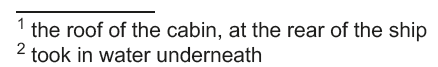 1 the roof of the cabin, at the rear of the ship
2 took in water underneath